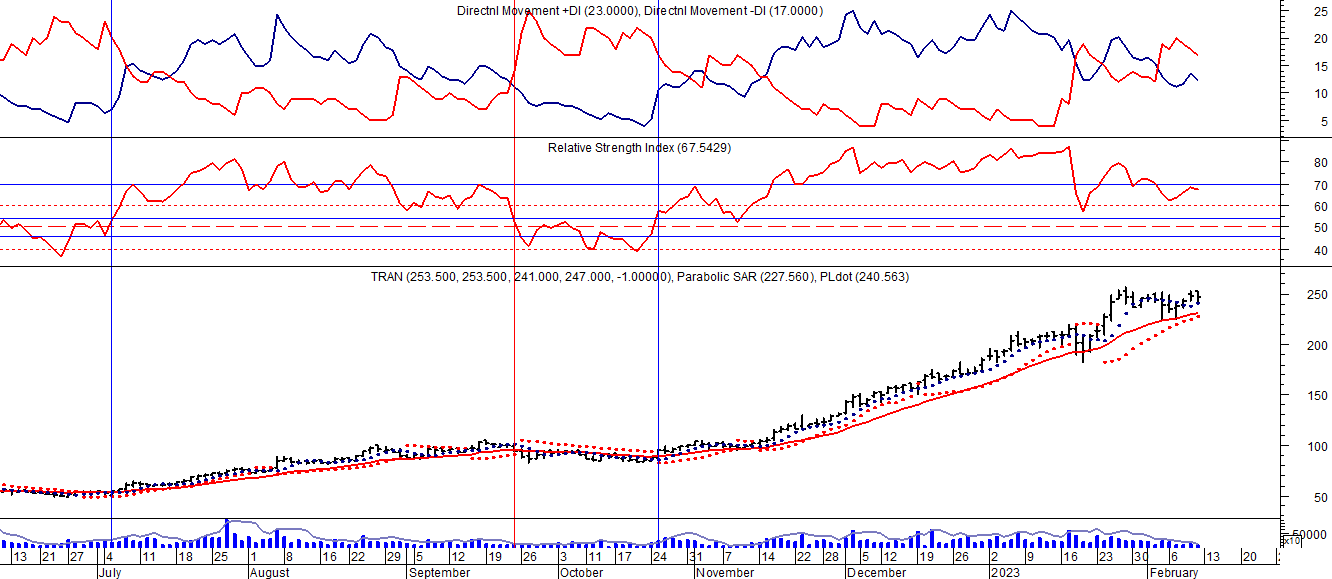 Directnl Movement +DI (23.0000), Directnl Movement -DI (17.0000)
25
20
15
10
5
Relative Strength Index (67.5429)
80
70
60
50
40
TRAN (253.500, 253.500, 241.000, 247.000, -1.00000), Parabolic SAR (227.560), PLdot (240.563)
250
200
150
100
50
50000
x10
13 21 27 4 11 18 25 1 8 16 22 29 5 12 19 26 3 11 17 24 31 7 14 22 28 5 12 19 26 2 9 16 23 30 6 13 20
July August September October November December 2023 February